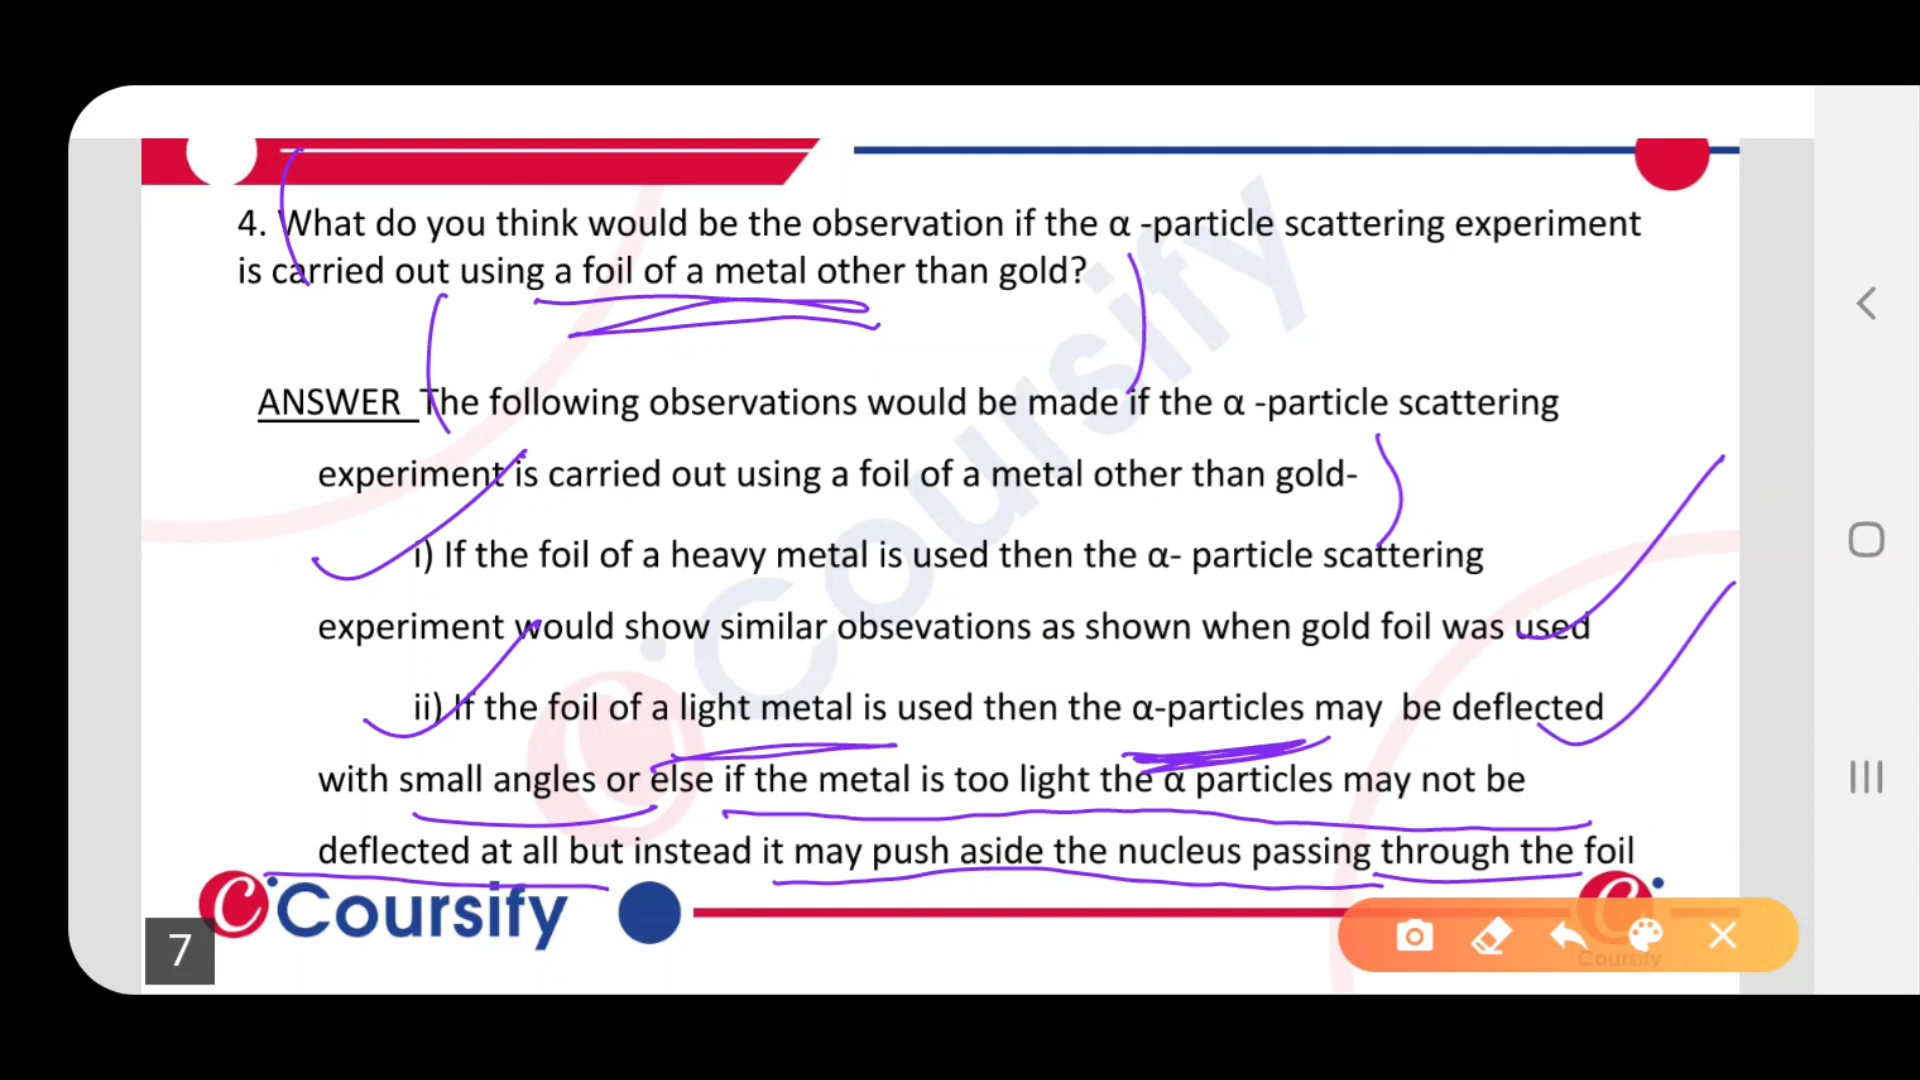 4. What do you think would be the observation if the α -particle scattering experiment
is carried out using a foil of a metal other than gold?
ANSWER The following observations would be made if the α -particle scattering
experiment is carried out using a foil of a metal other than gold-
i) If the foil of a heavy metal is used then the α- particle scattering
experiment would show similar obsevations as shown when gold foil was used
ii) If the foil of a light metal is used then the α-particles may be deflected
with small angles or else if the metal is too light the α particles may not be
deflected at all but instead it may push aside the nucleus passing through the foil
Coursify
Coursify
Coursify
7